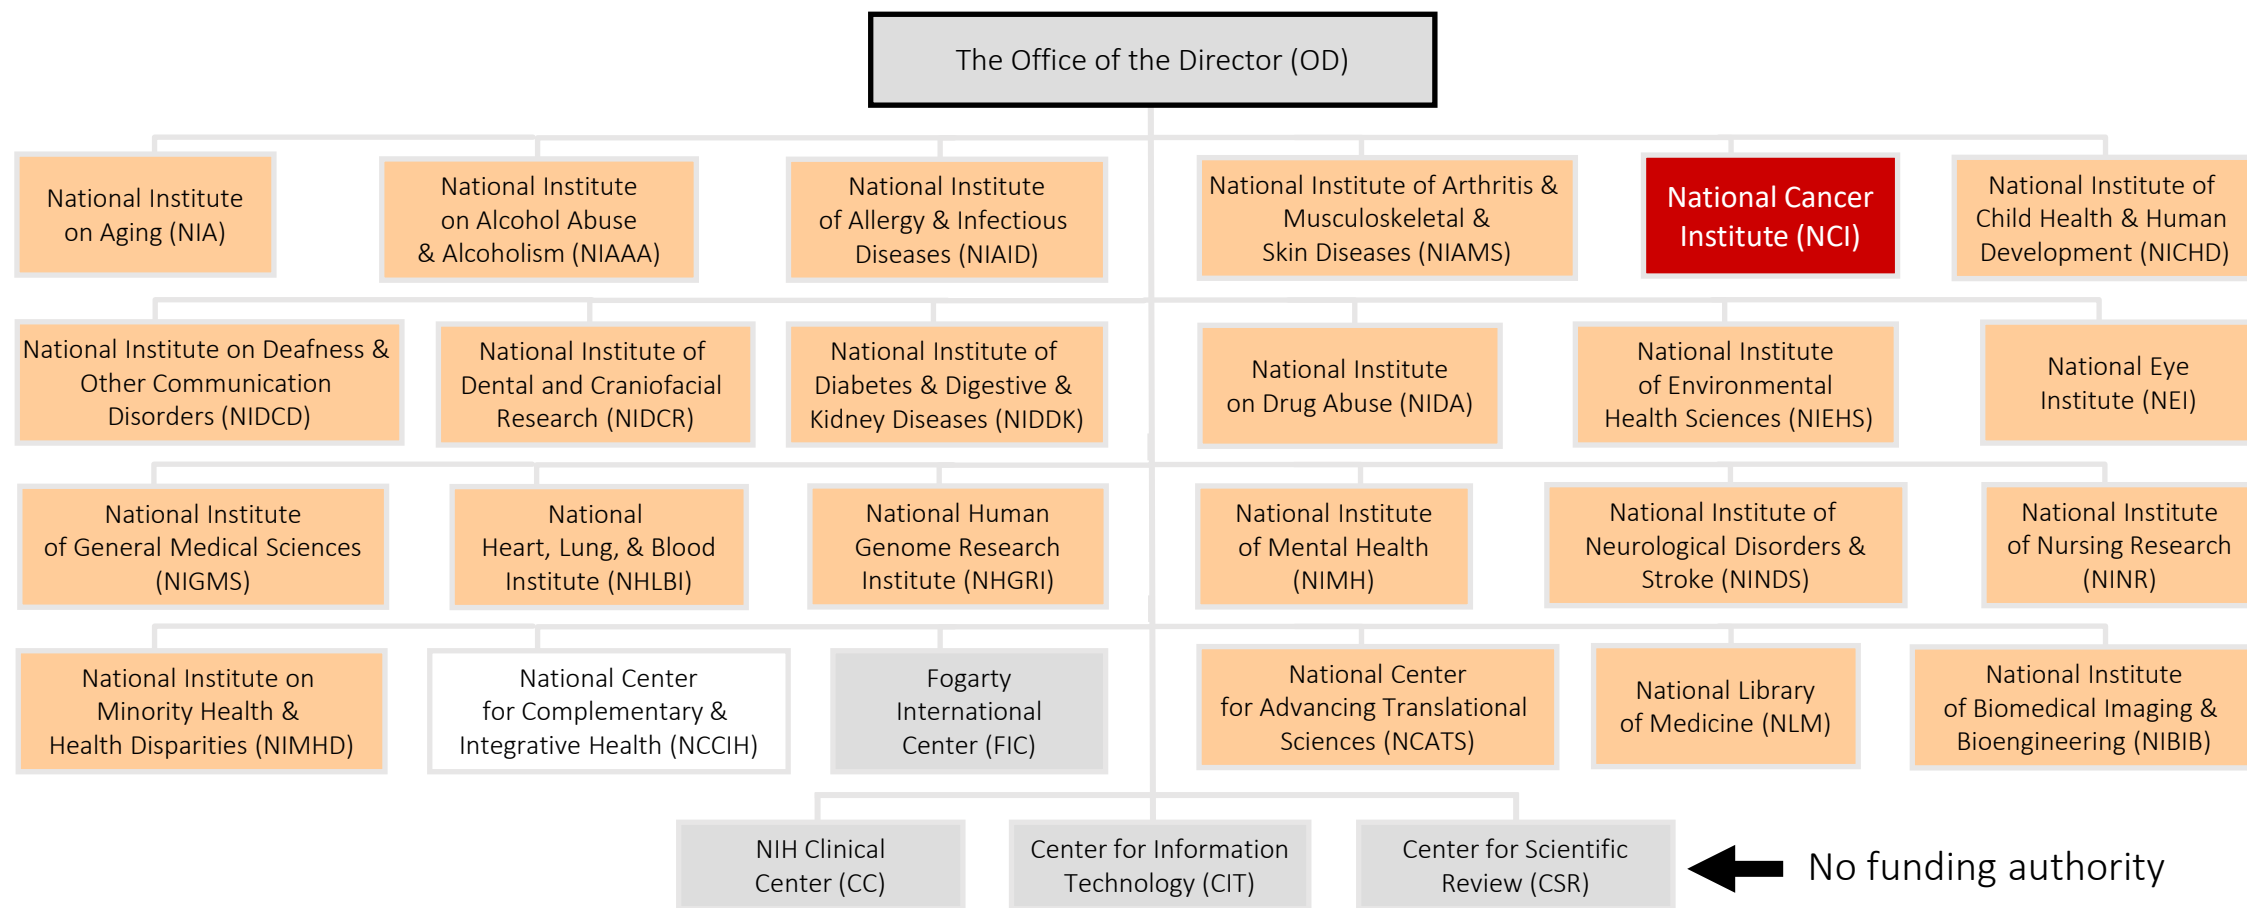 The Office of the Director (OD)
National Institute
on Aging (NIA)
National Institute
on Alcohol Abuse
& Alcoholism (NIAAA)
National Institute
of Allergy & Infectious
Diseases (NIAID)
National Institute of Arthritis &
Musculoskeletal &
Skin Diseases (NIAMS)
National Cancer
Institute (NCI)
National Institute of
Child Health & Human
Development (NICHD)
National Institute on Deafness &
Other Communication
Disorders (NIDCD)
National Institute of
Dental and Craniofacial
Research (NIDCR)
National Institute of
Diabetes & Digestive &
Kidney Diseases (NIDDK)
National Institute
on Drug Abuse (NIDA)
National Institute
of Environmental
Health Sciences (NIEHS)
National Eye
Institute (NEI)
National Institute
of General Medical Sciences
(NIGMS)
National
Heart, Lung, & Blood
Institute (NHLBI)
National Human
Genome Research
Institute (NHGRI)
National Institute
of Mental Health
(NIMH)
National Institute of
Neurological Disorders &
Stroke (NINDS)
National Institute
of Nursing Research
(NINR)
National Institute on
Minority Health &
Health Disparities (NIMHD)
National Center
for Complementary &
Integrative Health (NCCIH)
Fogarty
International
Center (FIC)
National Center
for Advancing Translational
Sciences (NCATS)
National Library
of Medicine (NLM)
National Institute
of Biomedical Imaging &
Bioengineering (NIBIB)
NIH Clinical
Center (CC)
Center for Information
Technology (CIT)
Center for Scientific
Review (CSR)
No funding authority